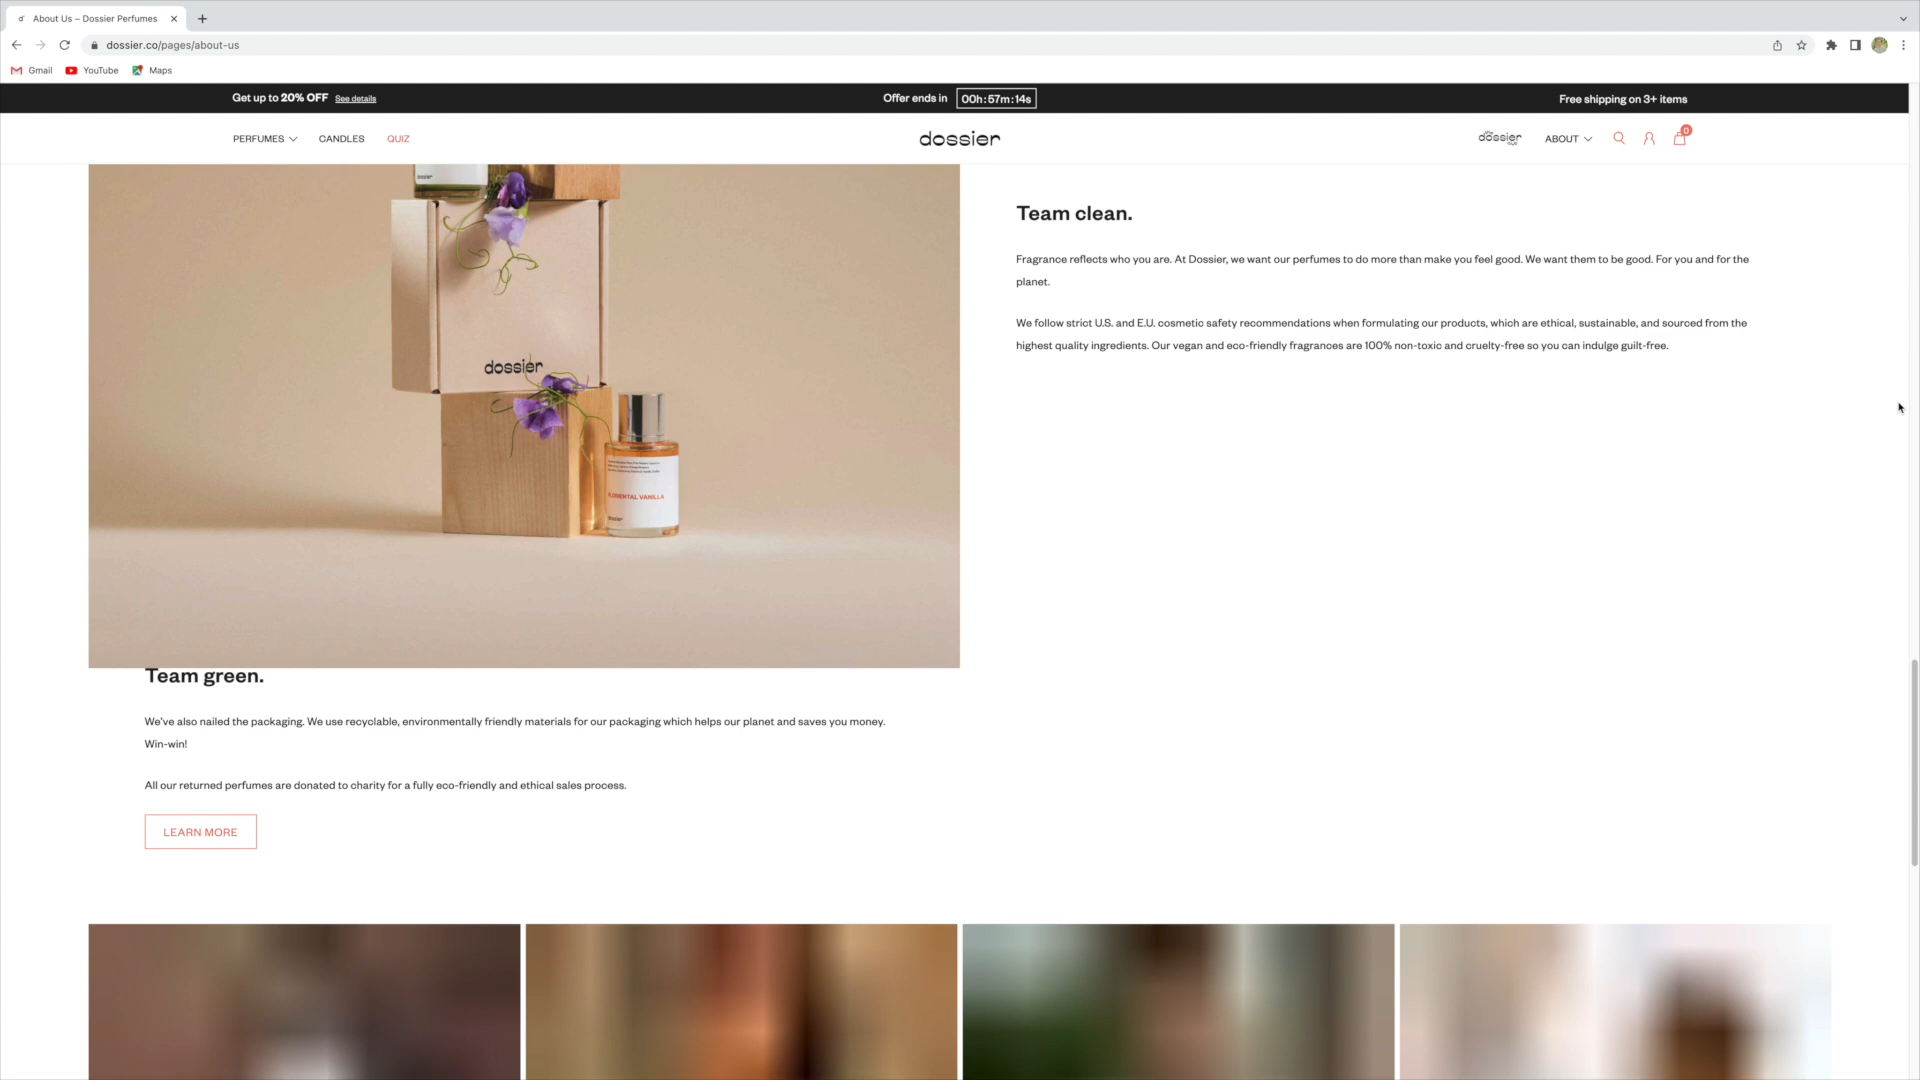 About Us – Dossier Perfumes
dossier.co/pages/about-us
Gmail
YouTube
Maps
Get up to 20% OFF See details
Offer ends in 00h:57m:14s
Free shipping on 3+ items
PERFUMES
CANDLES
QUIZ
dossier
dossier
ABOUT
0
Team clean.
Fragrance reflects who you are. At Dossier, we want our perfumes to do more than make you feel good. We want them to be good. For you and for the
planet.
We follow strict U.S. and E.U. cosmetic safety recommendations when formulating our products, which are ethical, sustainable, and sourced from the
highest quality ingredients. Our vegan and eco-friendly fragrances are 100% non-toxic and cruelty-free so you can indulge guilt-free.
dossier
VANILLA
Team green.
We've also nailed the packaging. We use recyclable, environmentally friendly materials for our packaging which helps our planet and saves you money.
Win-win!
All our returned perfumes are donated to charity for a fully eco-friendly and ethical sales process.
LEARN MORE